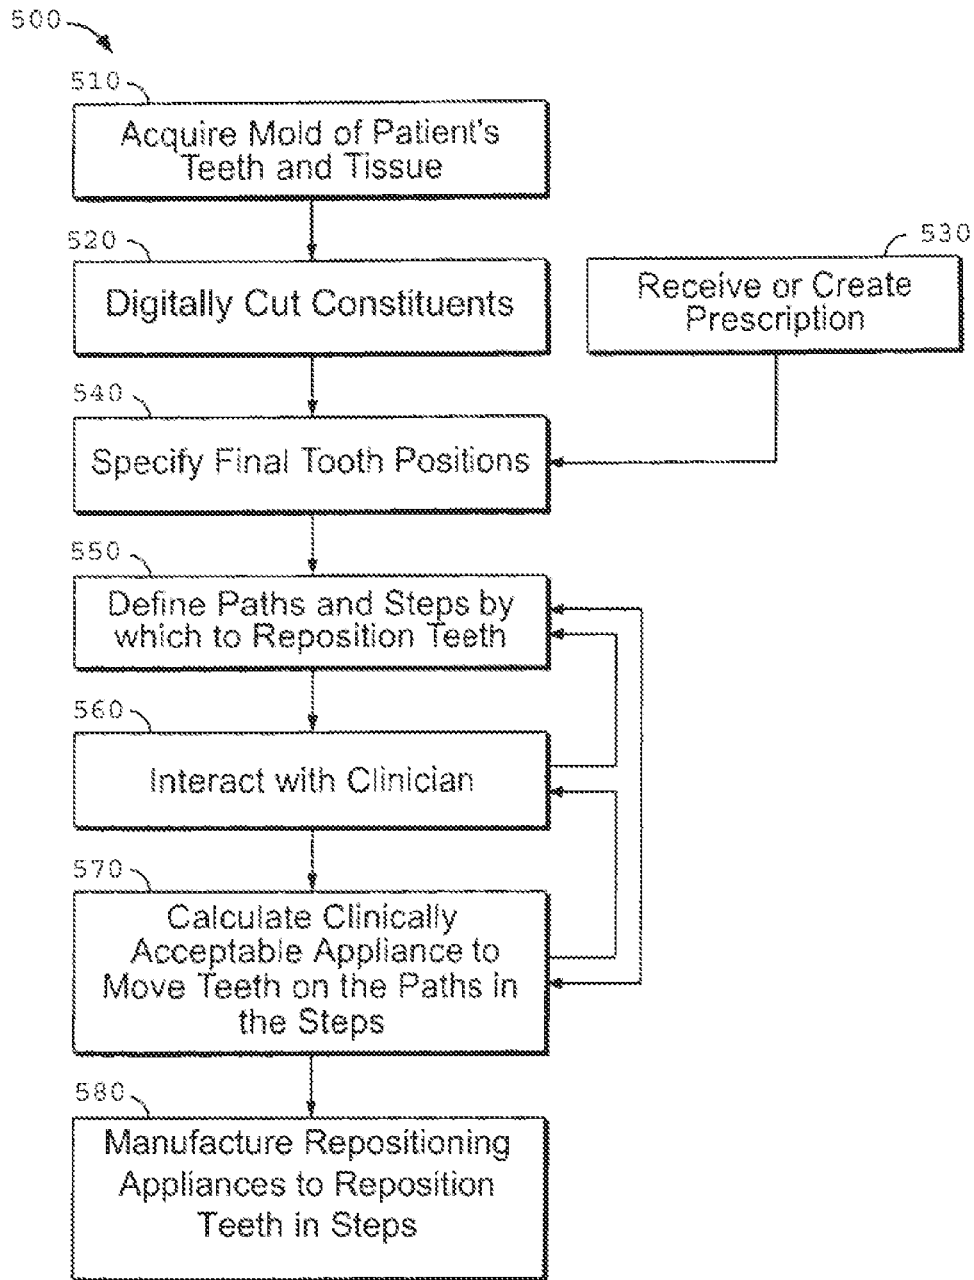 500
510
Acquire Mold of Patient's
Teeth and Tissue
520
Digitally Cut Constituents
530
Receive or Create
Prescription
540
Specify Final Tooth Positions
550
Define Paths and Steps by
which to Reposition Teeth
560
Interact with Clinician
570
Calculate Clinically
Acceptable Appliance to
Move Teeth on the Paths in
the Steps
580
Manufacture Repositioning
Appliances to Reposition
Teeth in Steps